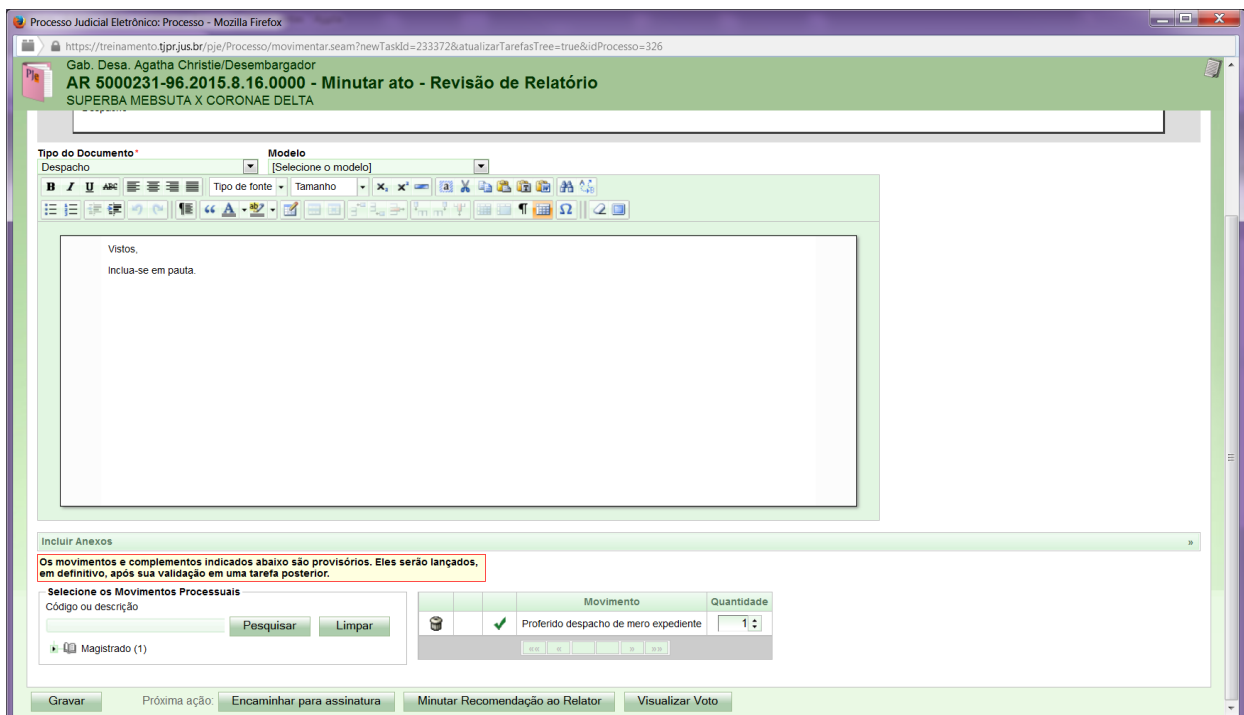 Processo Judicial Eletrônico: Processo - Mozilla Firefox
https://treinamento.tjpr.jus.br/pje/Processo/movimentar.seam?newTaskId=233372&atualizarTarefasTree=true&idProcesso=326
PJe
Gab. Desa. Agatha Christie/Desembargador
AR 5000231-96.2015.8.16.0000 - Minutar ato - Revisão de Relatório
SUPERBA MEBSUTA X CORONAE DELTA
Tipo do Documento* Modelo
Despacho [Selecione o modelo]
B I U ABC Tipo de fonte Tamanho
Vistos,
Inclua-se em pauta.
Incluir Anexos »
Os movimentos e complementos indicados abaixo são provisórios. Eles serão lançados,
em definitivo, após sua validação em uma tarefa posterior.
Selecione os Movimentos Processuais
Código ou descrição
Pesquisar Limpar
Magistrado (1)
Movimento Quantidade
Proferido despacho de mero expediente 1
«« « » »»
Gravar Próxima ação: Encaminhar para assinatura Minutar Recomendação ao Relator Visualizar Voto